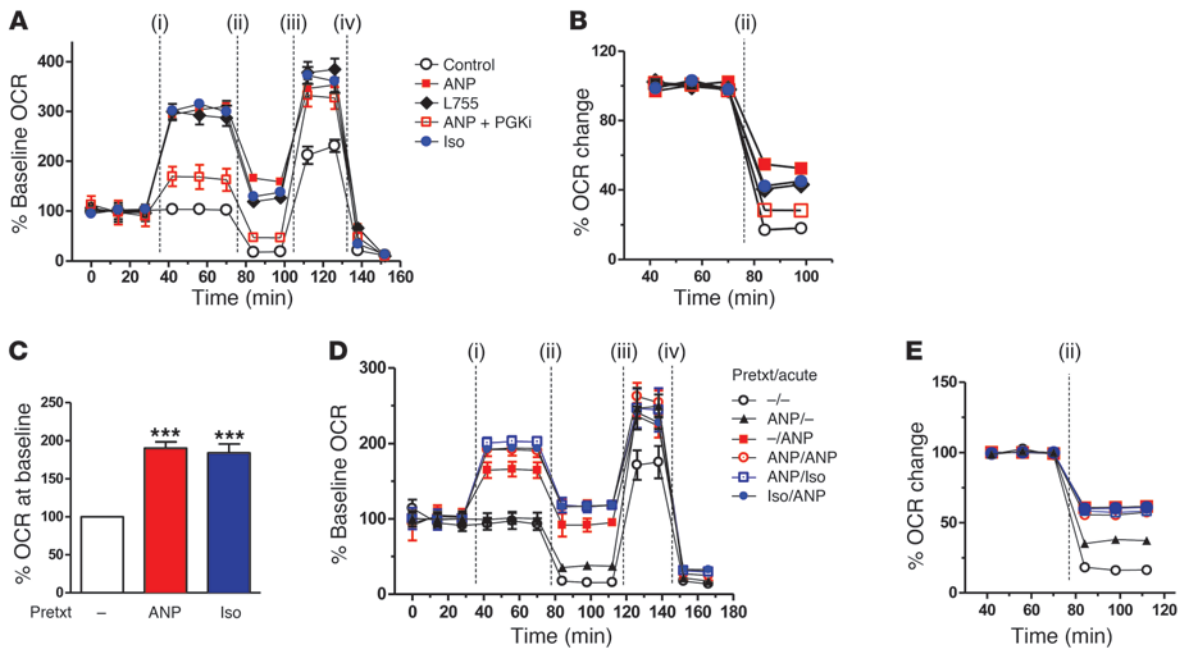 A
(i) (ii) (iii) (iv)
% Baseline OCR
400
300
200
100
0
0 20 40 60 80 100 120 140 160
Time (min)
Control
ANP
L755
ANP + PGKi
Iso
B
(ii)
% OCR change
120
80
40
0
40 60 80 100
Time (min)
C
% OCR at baseline
250
200
150
100
50
0
*** ***
Pretxt – ANP Iso
D
(i) (ii) (iii) (iv)
% Baseline OCR
300
200
100
0
0 20 40 60 80 100 120 140 160 180
Time (min)
Pretxt/acute
–/–
ANP/–
–/ANP
ANP/ANP
ANP/Iso
Iso/ANP
E
(ii)
% OCR change
150
100
50
0
40 60 80 100 120
Time (min)